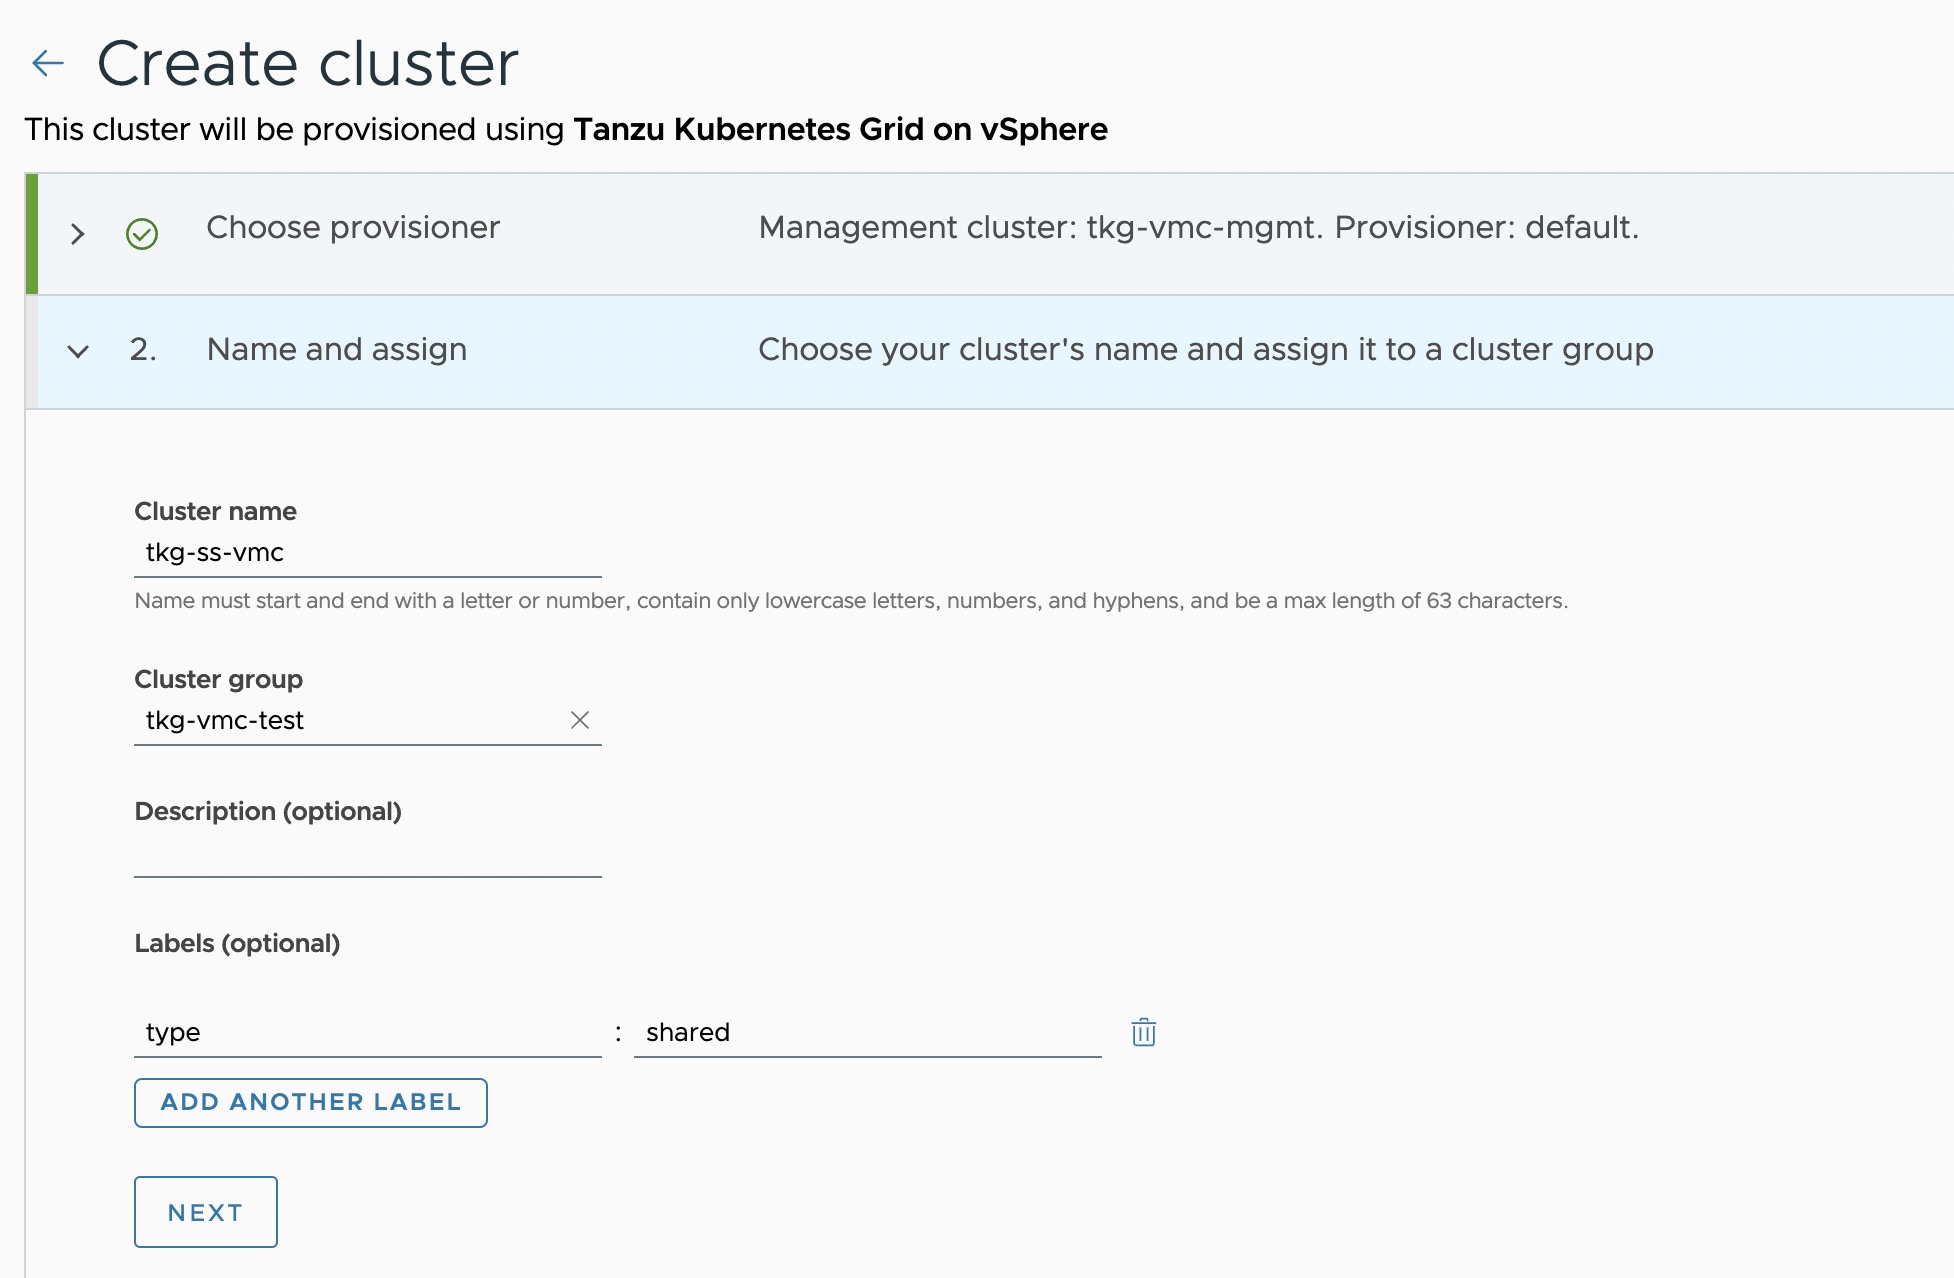 Create cluster
This cluster will be provisioned using Tanzu Kubernetes Grid on vSphere
Choose provisioner Management cluster: tkg-vmc-mgmt. Provisioner: default.
2. Name and assign Choose your cluster's name and assign it to a cluster group
Cluster name
tkg-ss-vmc
Name must start and end with a letter or number, contain only lowercase letters, numbers, and hyphens, and be a max length of 63 characters.
Cluster group
tkg-vmc-test
Description (optional)
Labels (optional)
type : shared
ADD ANOTHER LABEL
NEXT